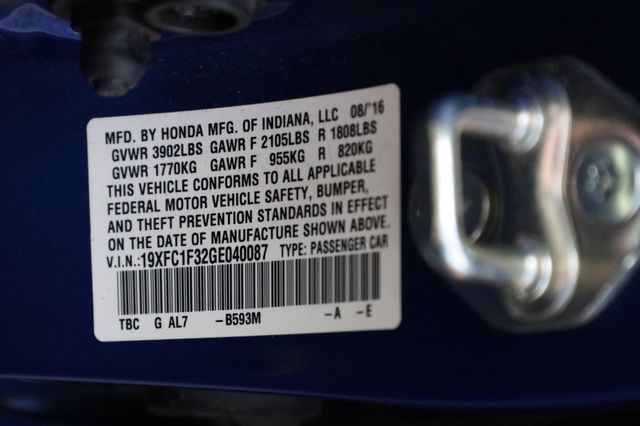 MFD. BY HONDA MFG. OF INDIANA, LLC 08/16
GVWR 3902LBS GAWR F 2105LBS R 1808LBS
GVWR 1770KG GAWR F 955KG R 820KG
THIS VEHICLE CONFORMS TO ALL APPLICABLE
FEDERAL MOTOR VEHICLE SAFETY, BUMPER,
AND THEFT PREVENTION STANDARDS IN EFFECT
ON THE DATE OF MANUFACTURE SHOWN ABOVE.
V.I.N.:19XFC1F32GE040087 TYPE: PASSENGER CAR
TBC G AL7 -B593M -A -E